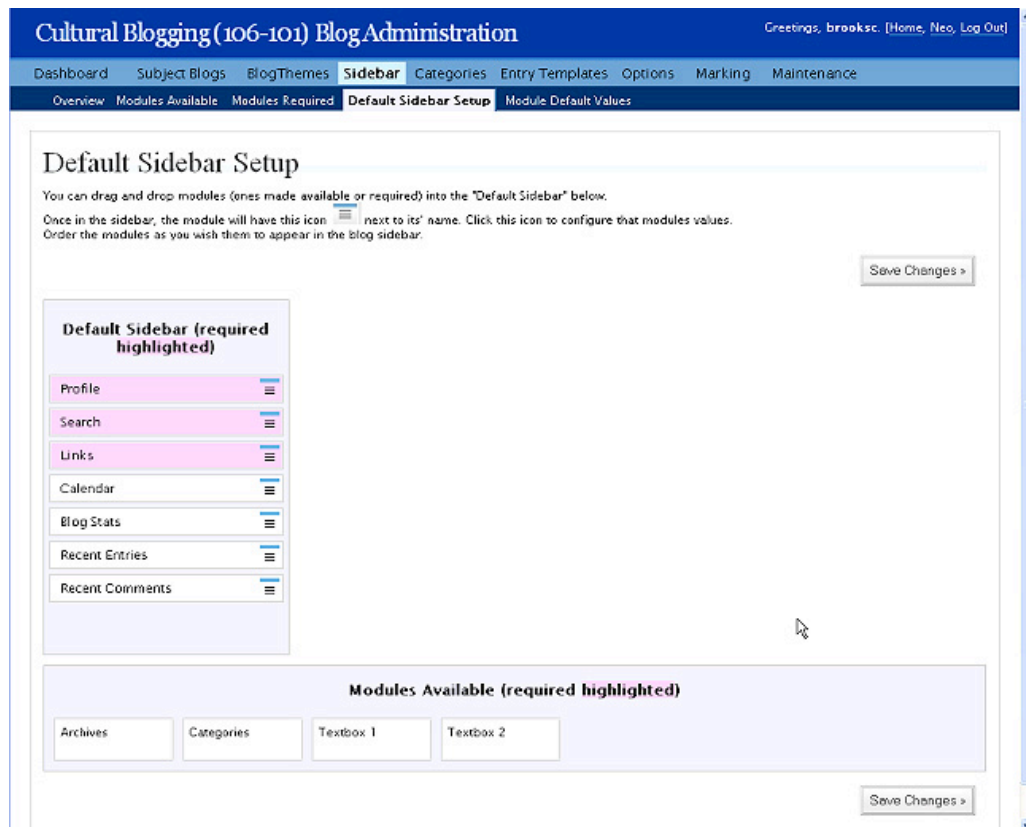 Cultural Blogging (106-101) Blog Administration
Greetings, brooksc. [Home, Neo, Log Out]
Dashboard Subject Blogs BlogThemes Sidebar Categories Entry Templates Options Marking Maintenance
Overview Modules Available Modules Required Default Sidebar Setup Module Default Values
Default Sidebar Setup
You can drag and drop modules (ones made available or required) into the "Default Sidebar" below.
Once in the sidebar, the module will have this icon next to its' name. Click this icon to configure that modules values.
Order the modules as you wish them to appear in the blog sidebar.
Save Changes »
Default Sidebar (required
highlighted)
Profile
Search
Links
Calendar
Blog Stats
Recent Entries
Recent Comments
Modules Available (required highlighted)
Archives Categories Textbox 1 Textbox 2
Save Changes »